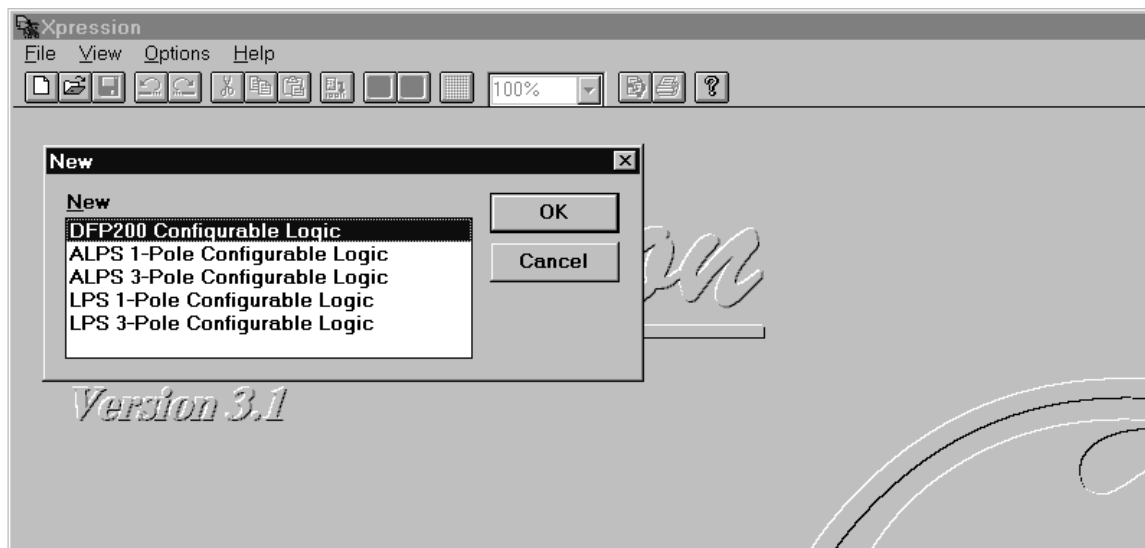 Xpression
File View Options Help
100%
New
New
OK
DFP200 Configurable Logic
ALPS 1-Pole Configurable Logic
Cancel
ALPS 3-Pole Configurable Logic
LPS 1-Pole Configurable Logic
LPS 3-Pole Configurable Logic
on
Version 3.1